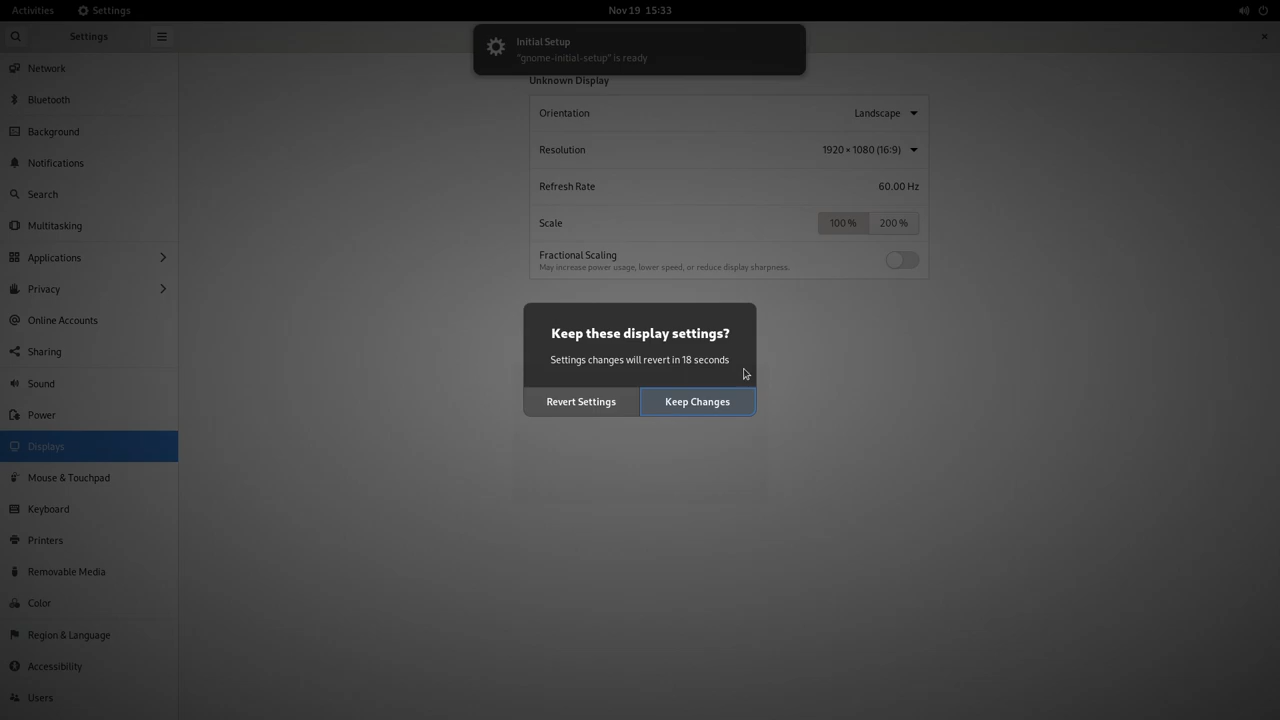 Activities
Settings
Nov 19 15:33
Settings
Initial Setup
"gnome-initial-setup" is ready
Network
Bluetooth
Background
Notifications
Search
Multitasking
Applications
Privacy
Online Accounts
Sharing
Sound
Power
Displays
Mouse & Touchpad
Keyboard
Printers
Removable Media
Color
Region & Language
Accessibility
Users
Unknown Display
Orientation Landscape
Resolution 1920 × 1080 (16:9)
Refresh Rate 60.00 Hz
Scale 100 % 200 %
Fractional Scaling
May increase power usage, lower speed, or reduce display sharpness.
Keep these display settings?
Settings changes will revert in 18 seconds
Revert Settings Keep Changes